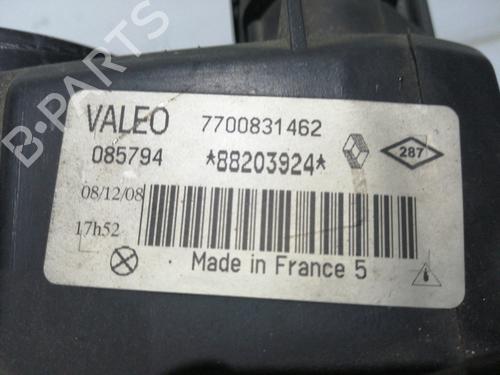 VALEO 7700831462
085794 *88203924* 287
08/12/08
17h52
Made in France 5
B-PARTS